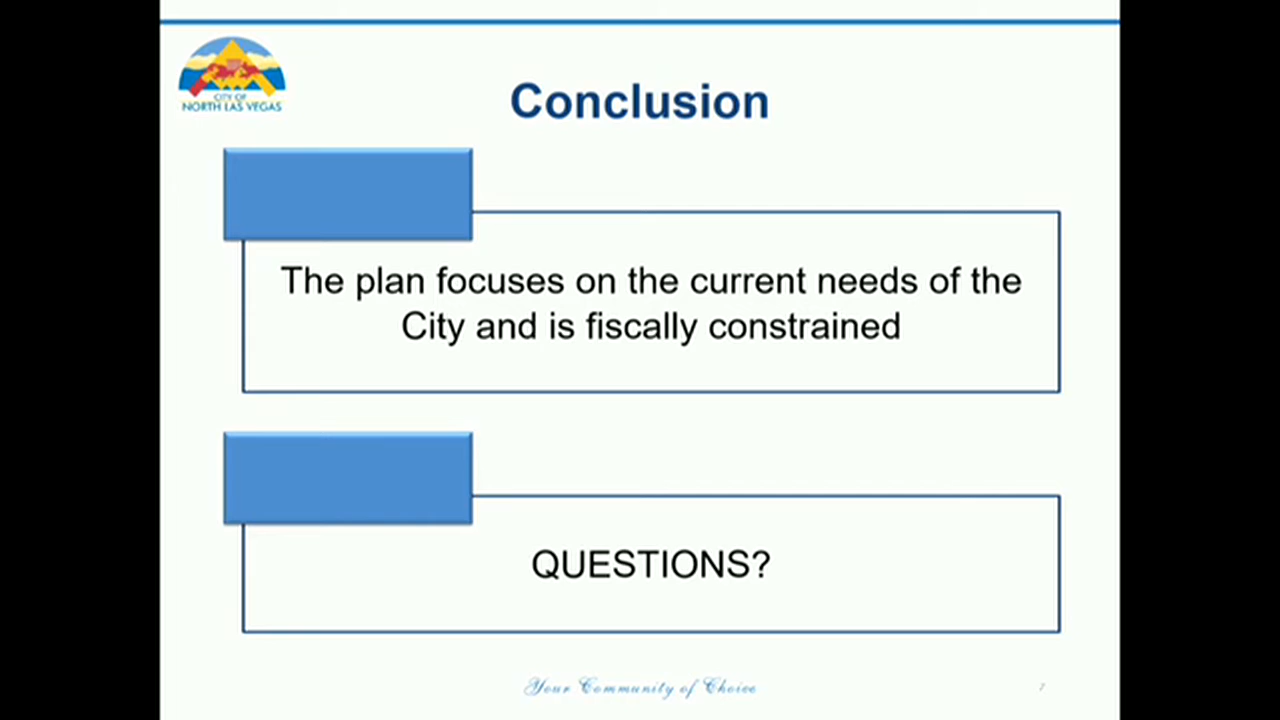 CITY OF
NORTH LAS VEGAS
Conclusion
The plan focuses on the current needs of the
City and is fiscally constrained
QUESTIONS?
Your Community of Choice
7